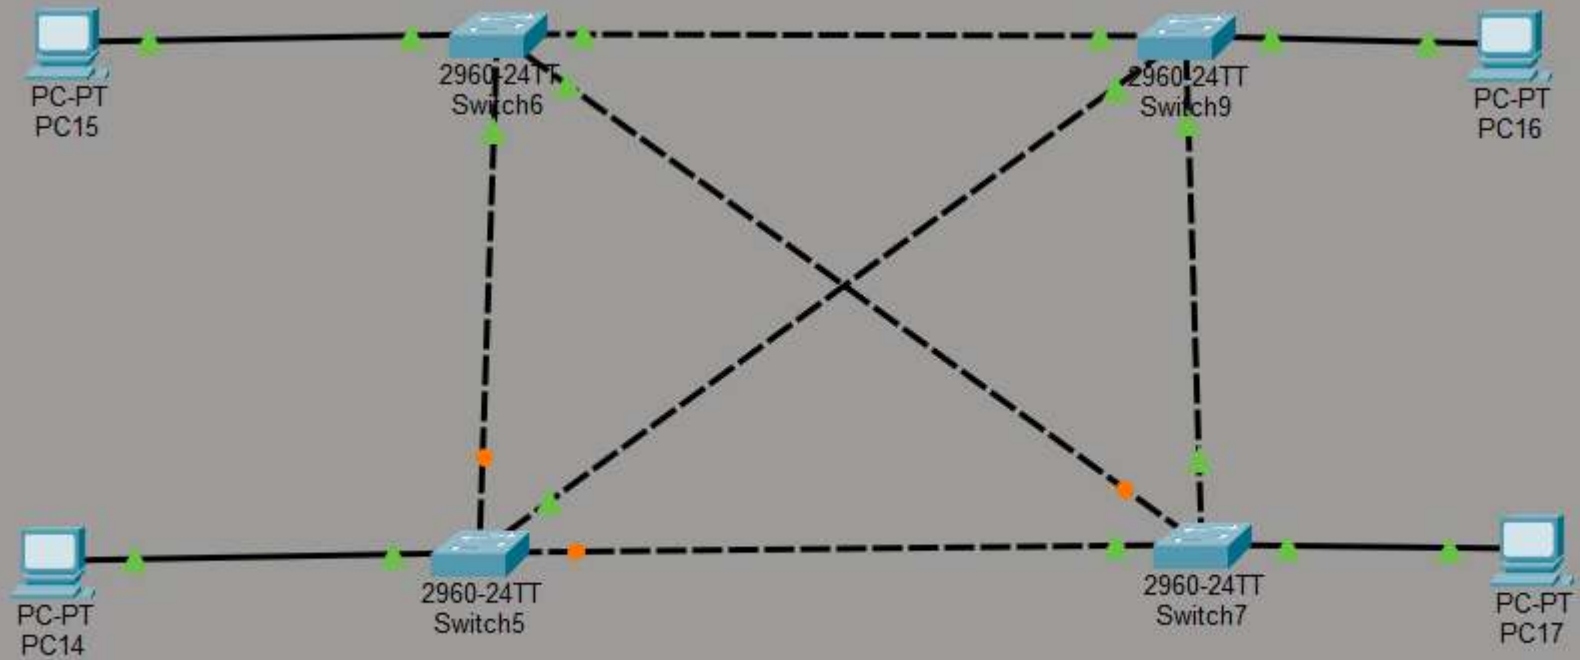 2960-24TT
Switch6
2960-24TT
Switch9
PC-PT
PC15
PC-PT
PC16
2960-24TT
Switch5
2960-24TT
Switch7
PC-PT
PC14
PC-PT
PC17